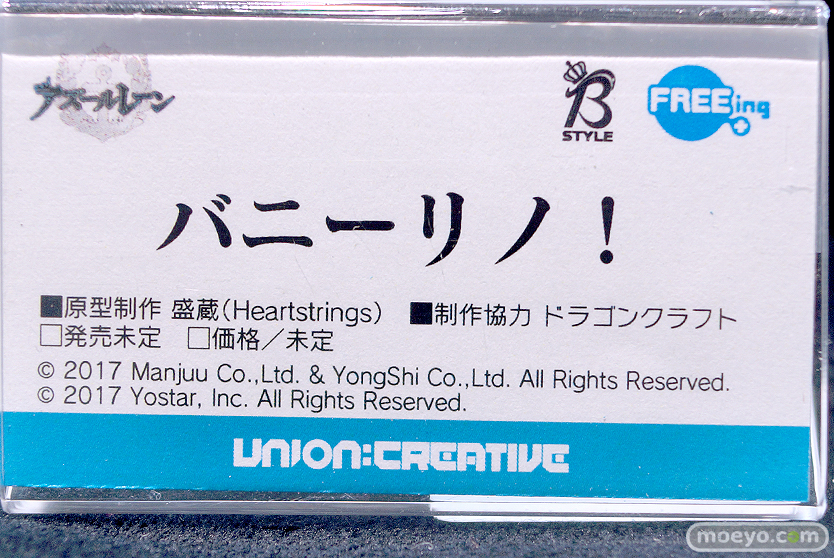 アズールレーン
B STYLE
FREEing
バニーリノ！
■原型制作 盛蔵（Heartstrings） ■制作協力 ドラゴンクラフト
□発売未定 □価格／未定
© 2017 Manjuu Co.,Ltd. & YongShi Co.,Ltd. All Rights Reserved.
© 2017 Yostar, Inc. All Rights Reserved.
UNION:CREATIVE
moeyo.com